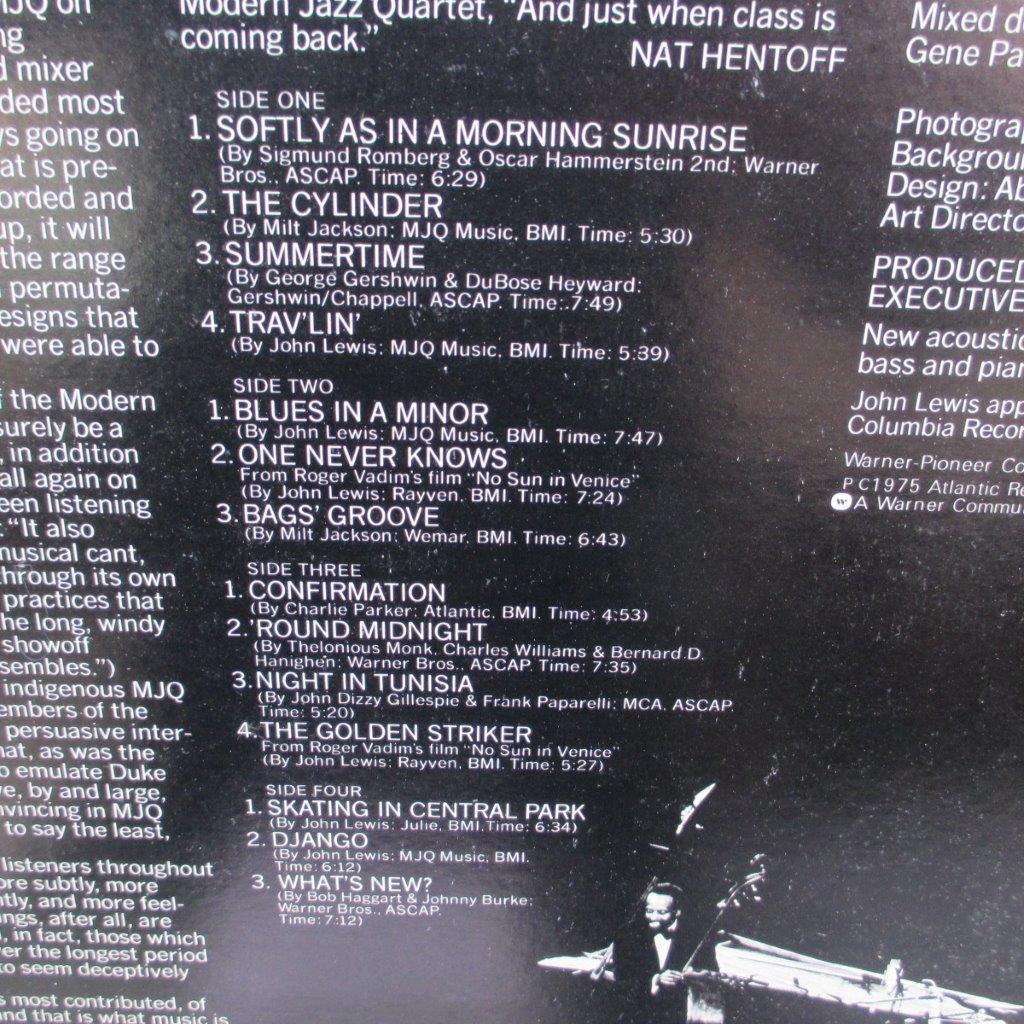 MJQ on
ng
d mixer
ded most
ys going on
at is pre-
orded and
up, it will
the range
permuta-
esigns that
were able to
f the Modern
surely be a
, in addition
all again on
een listening
: "It also
musical cant,
through its own
practices that
he long, windy
showoff
sembles.")
indigenous MJQ
embers of the
persuasive inter-
hat, as was the
o emulate Duke
ve, by and large,
nvincing in MJQ
to say the least,
listeners throughout
ore subtly, more
ntly, and more feel-
ngs, after all, are
, in fact, those which
er the longest period
to seem deceptively
s most contributed, of
and that is what music is
Modern Jazz Quartet, "And just when class is
coming back."
NAT HENTOFF
SIDE ONE
1. SOFTLY AS IN A MORNING SUNRISE
(By Sigmund Romberg & Oscar Hammerstein 2nd; Warner
Bros., ASCAP. Time: 6:29)
2. THE CYLINDER
(By Milt Jackson; MJQ Music, BMI. Time: 5:30)
3. SUMMERTIME
(By George Gershwin & DuBose Heyward;
Gershwin/Chappell, ASCAP. Time: 7:49)
4. TRAV'LIN'
(By John Lewis; MJQ Music, BMI. Time: 5:39)
SIDE TWO
1. BLUES IN A MINOR
(By John Lewis; MJQ Music, BMI. Time: 7:47)
2. ONE NEVER KNOWS
From Roger Vadim's film "No Sun in Venice"
(By John Lewis; Rayven, BMI. Time: 7:24)
3. BAGS' GROOVE
(By Milt Jackson; Wemar, BMI. Time: 6:43)
SIDE THREE
1. CONFIRMATION
(By Charlie Parker; Atlantic, BMI. Time: 4:53)
2. 'ROUND MIDNIGHT
(By Thelonious Monk, Charles Williams & Bernard D.
Hanighen; Warner Bros., ASCAP Time: 7:35)
3. NIGHT IN TUNISIA
(By John Dizzy Gillespie & Frank Paparelli; MCA, ASCAP.
Time: 5:20)
4. THE GOLDEN STRIKER
From Roger Vadim's film "No Sun in Venice"
(By John Lewis; Rayven, BMI. Time: 5:27)
SIDE FOUR
1. SKATING IN CENTRAL PARK
(By John Lewis; Julie, BMI. Time: 6:34)
2. DJANGO
(By John Lewis; MJQ Music, BMI.
Time: 6:12)
3. WHAT'S NEW?
(By Bob Haggart & Johnny Burke;
Warner Bros., ASCAP.
Time: 7:12)
Mixed d
Gene Pa
Photogra
Backgrou
Design: Ab
Art Directo
PRODUCED
EXECUTIVE
New acoustic
bass and pian
John Lewis app
Columbia Recor
Warner-Pioneer Co
P C 1975 Atlantic Re
A Warner Commu